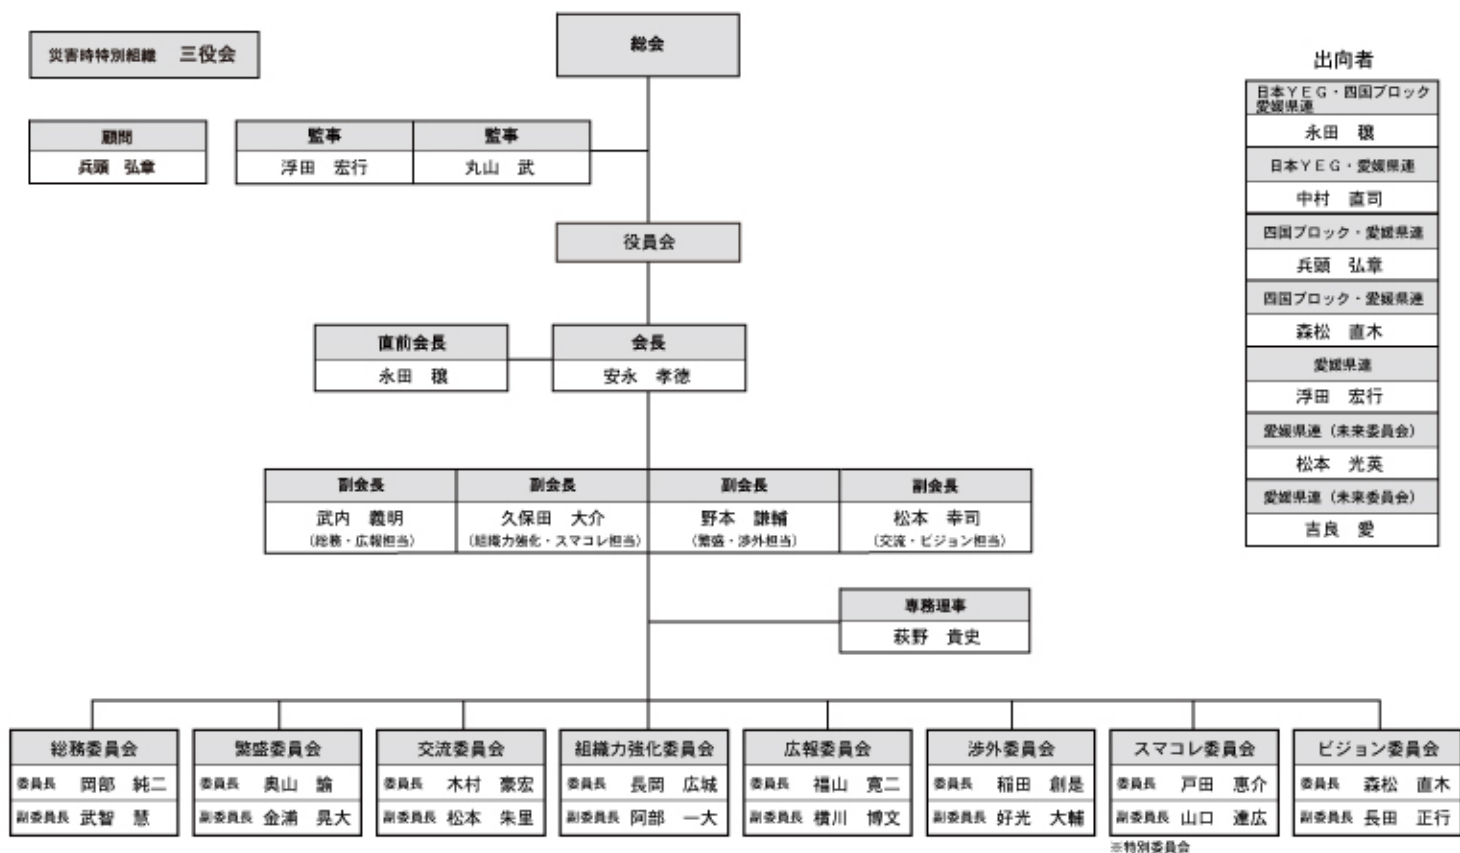 災害時特別組織　三役会
総会
顧問
兵頭　弘章
監事
浮田　宏行
監事
丸山　武
役員会
直前会長
永田　穣
会長
安永　孝徳
副会長
武内　義明
(総務・広報担当)
副会長
久保田　大介
(組織力強化・スマコレ担当)
副会長
野本　謙輔
(繁盛・渉外担当)
副会長
松本　幸司
(交流・ビジョン担当)
専務理事
萩野　貴史
総務委員会
委員長　岡部　純二
副委員長　武智　慧
繁盛委員会
委員長　奥山　諭
副委員長　金浦　晃大
交流委員会
委員長　木村　豪宏
副委員長　松本　朱里
組織力強化委員会
委員長　長岡　広城
副委員長　阿部　一大
広報委員会
委員長　福山　寛二
副委員長　横川　博文
渉外委員会
委員長　稲田　創是
副委員長　好光　大輔
スマコレ委員会
委員長　戸田　恵介
副委員長　山口　達広
※特別委員会
ビジョン委員会
委員長　森松　直木
副委員長　長田　正行
出向者
日本ＹＥＧ・四国ブロック
愛媛県連
永田　穣
日本ＹＥＧ・愛媛県連
中村　直司
四国ブロック・愛媛県連
兵頭　弘章
四国ブロック・愛媛県連
森松　直木
愛媛県連
浮田　宏行
愛媛県連（未来委員会）
松本　光英
愛媛県連（未来委員会）
吉良　愛